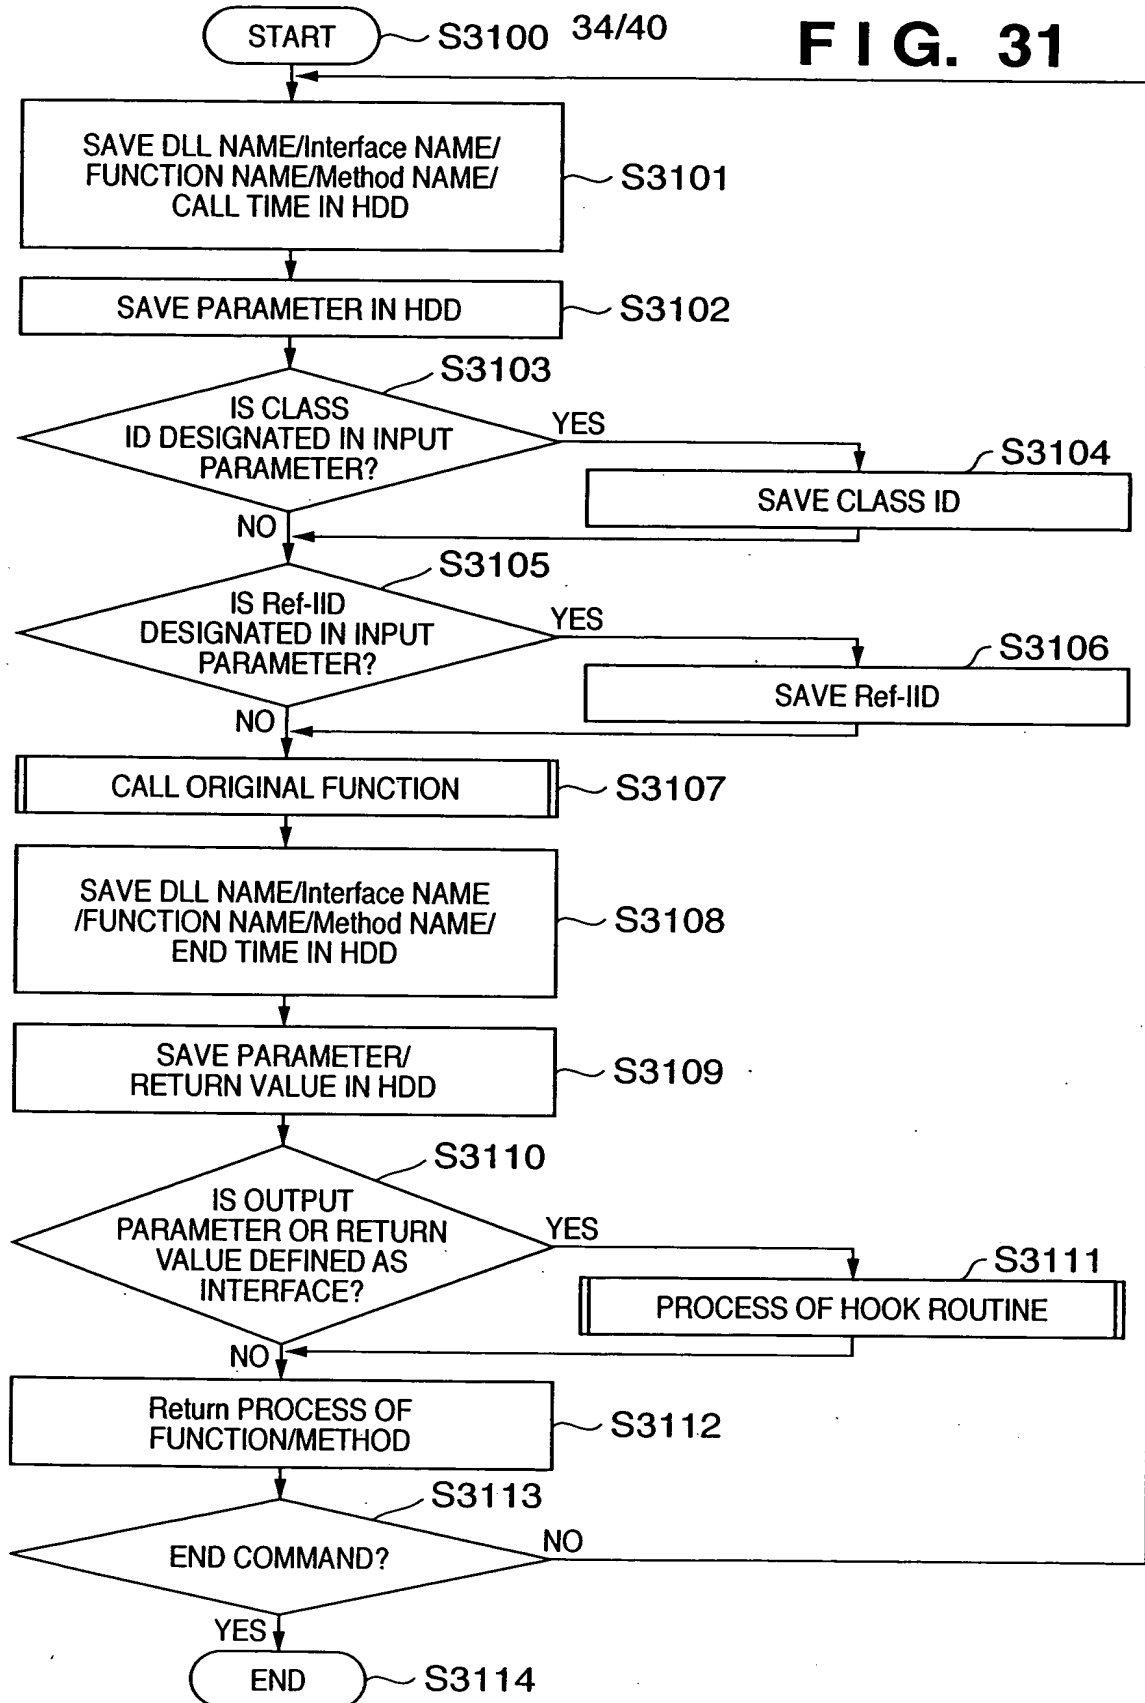 START
S3100
34/40
FIG. 31
SAVE DLL NAME/Interface NAME/
FUNCTION NAME/Method NAME/
CALL TIME IN HDD
S3101
SAVE PARAMETER IN HDD
S3102
S3103
IS CLASS
ID DESIGNATED IN INPUT
PARAMETER?
YES
S3104
SAVE CLASS ID
NO
S3105
IS Ref-IID
DESIGNATED IN INPUT
PARAMETER?
YES
S3106
SAVE Ref-IID
NO
CALL ORIGINAL FUNCTION
S3107
SAVE DLL NAME/Interface NAME
/FUNCTION NAME/Method NAME/
END TIME IN HDD
S3108
SAVE PARAMETER/
RETURN VALUE IN HDD
S3109
S3110
IS OUTPUT
PARAMETER OR RETURN
VALUE DEFINED AS
INTERFACE?
YES
S3111
PROCESS OF HOOK ROUTINE
NO
Return PROCESS OF
FUNCTION/METHOD
S3112
S3113
END COMMAND?
NO
YES
END
S3114